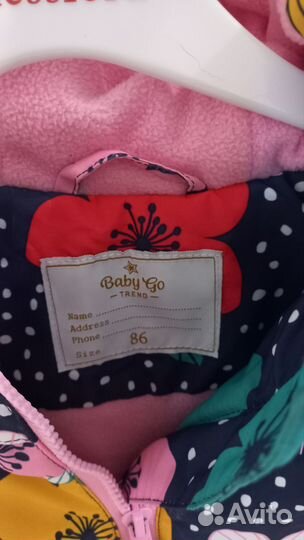 Baby Go
TREND
Name
Address
Phone
Size 86
Avito